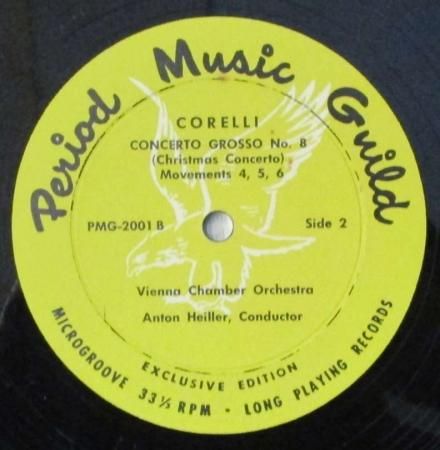 Period Music Guild
CORELLI
CONCERTO GROSSO No. 8
(Christmas Concerto)
Movements 4, 5, 6
PMG-2001 B
Side 2
Vienna Chamber Orchestra
Anton Heiller, Conductor
EXCLUSIVE EDITION
MICROGROOVE 33⅓ RPM - LONG PLAYING RECORDS